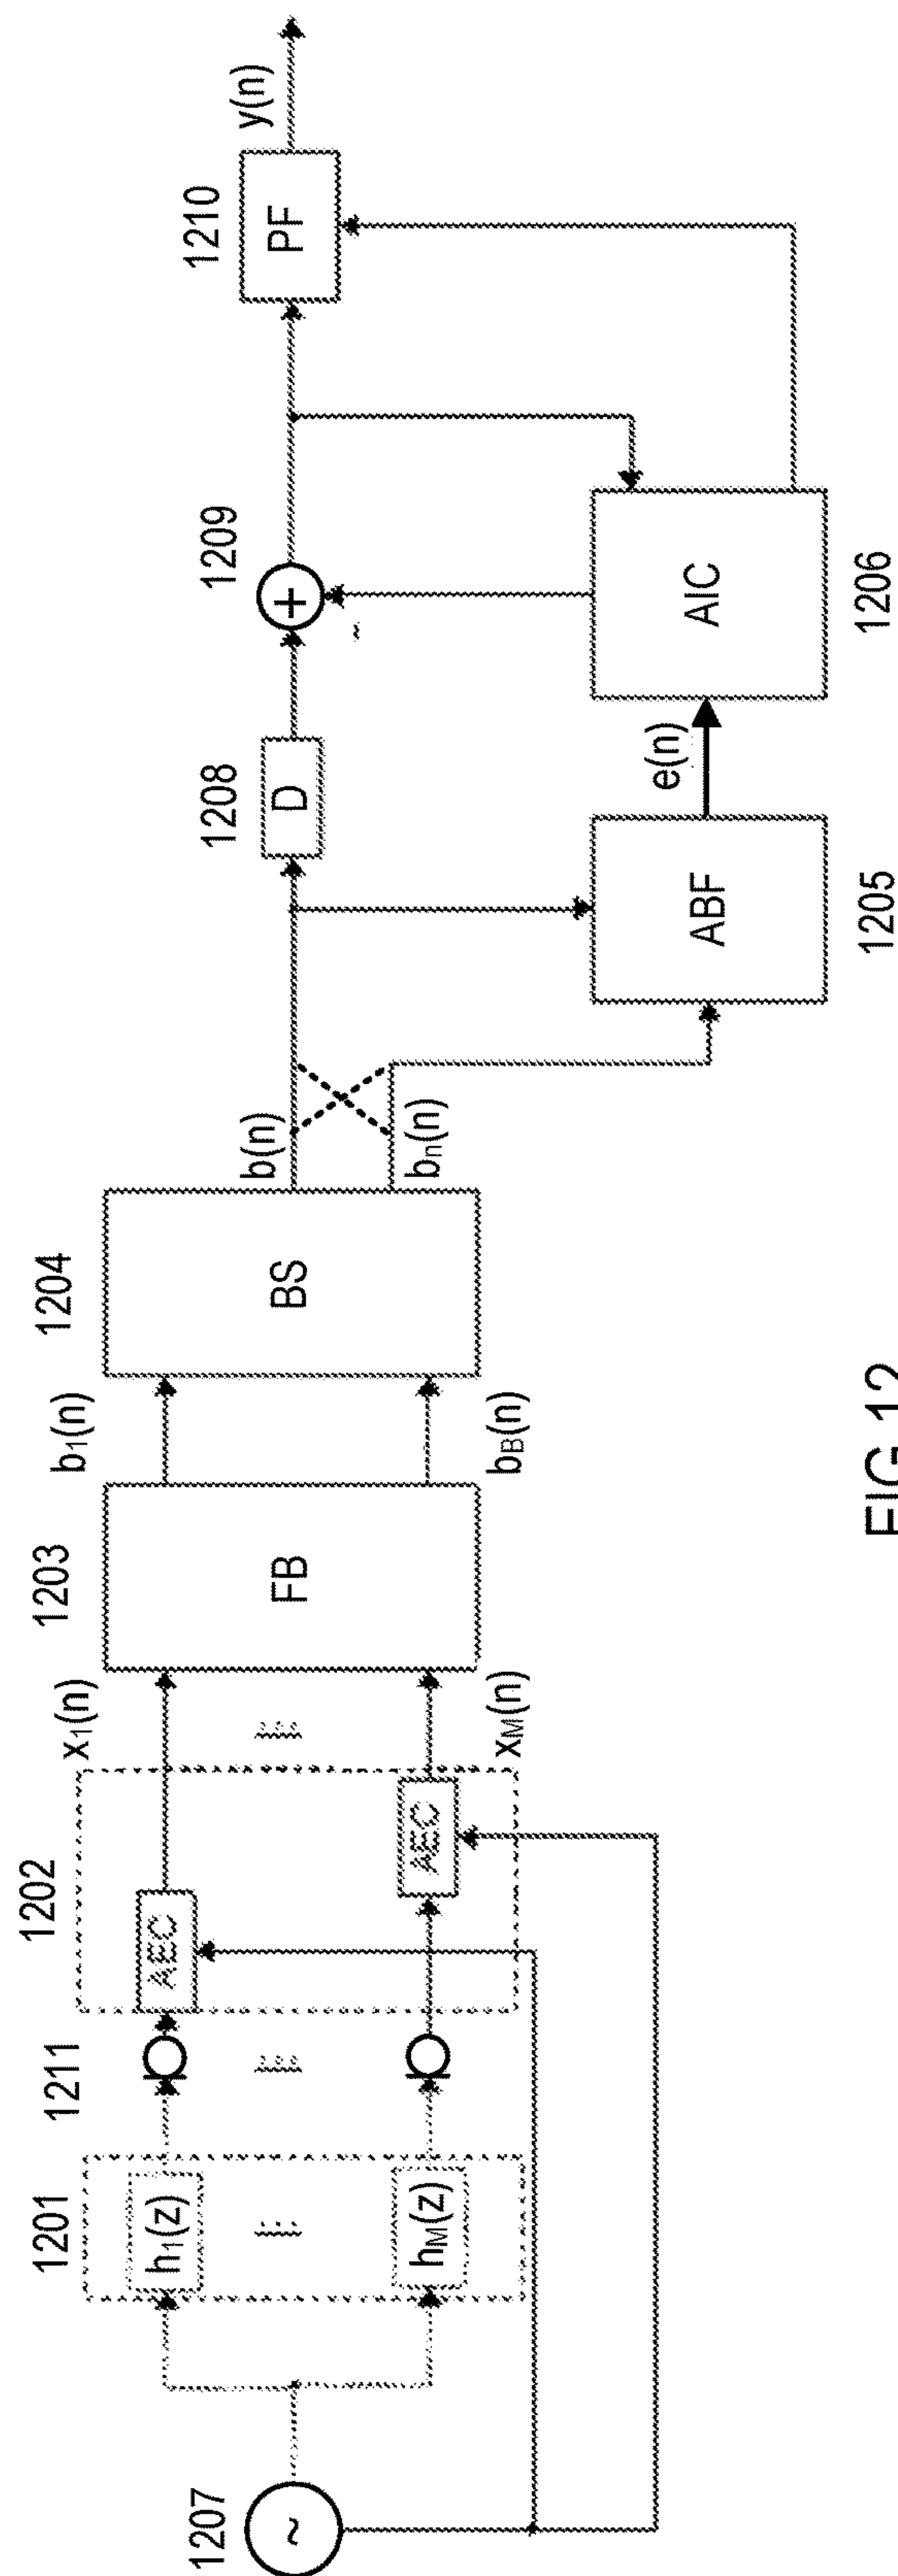 1207
~
1201
h₁(z)
hM(z)
1211
1202
AEC
AEC
x₁(n)
xM(n)
1203
FB
b₁(n)
bB(n)
1204
BS
b(n)
bn(n)
1208
D
1205
ABF
e(n)
1209
+
-
1206
AIC
1210
PF
y(n)
FIG 12